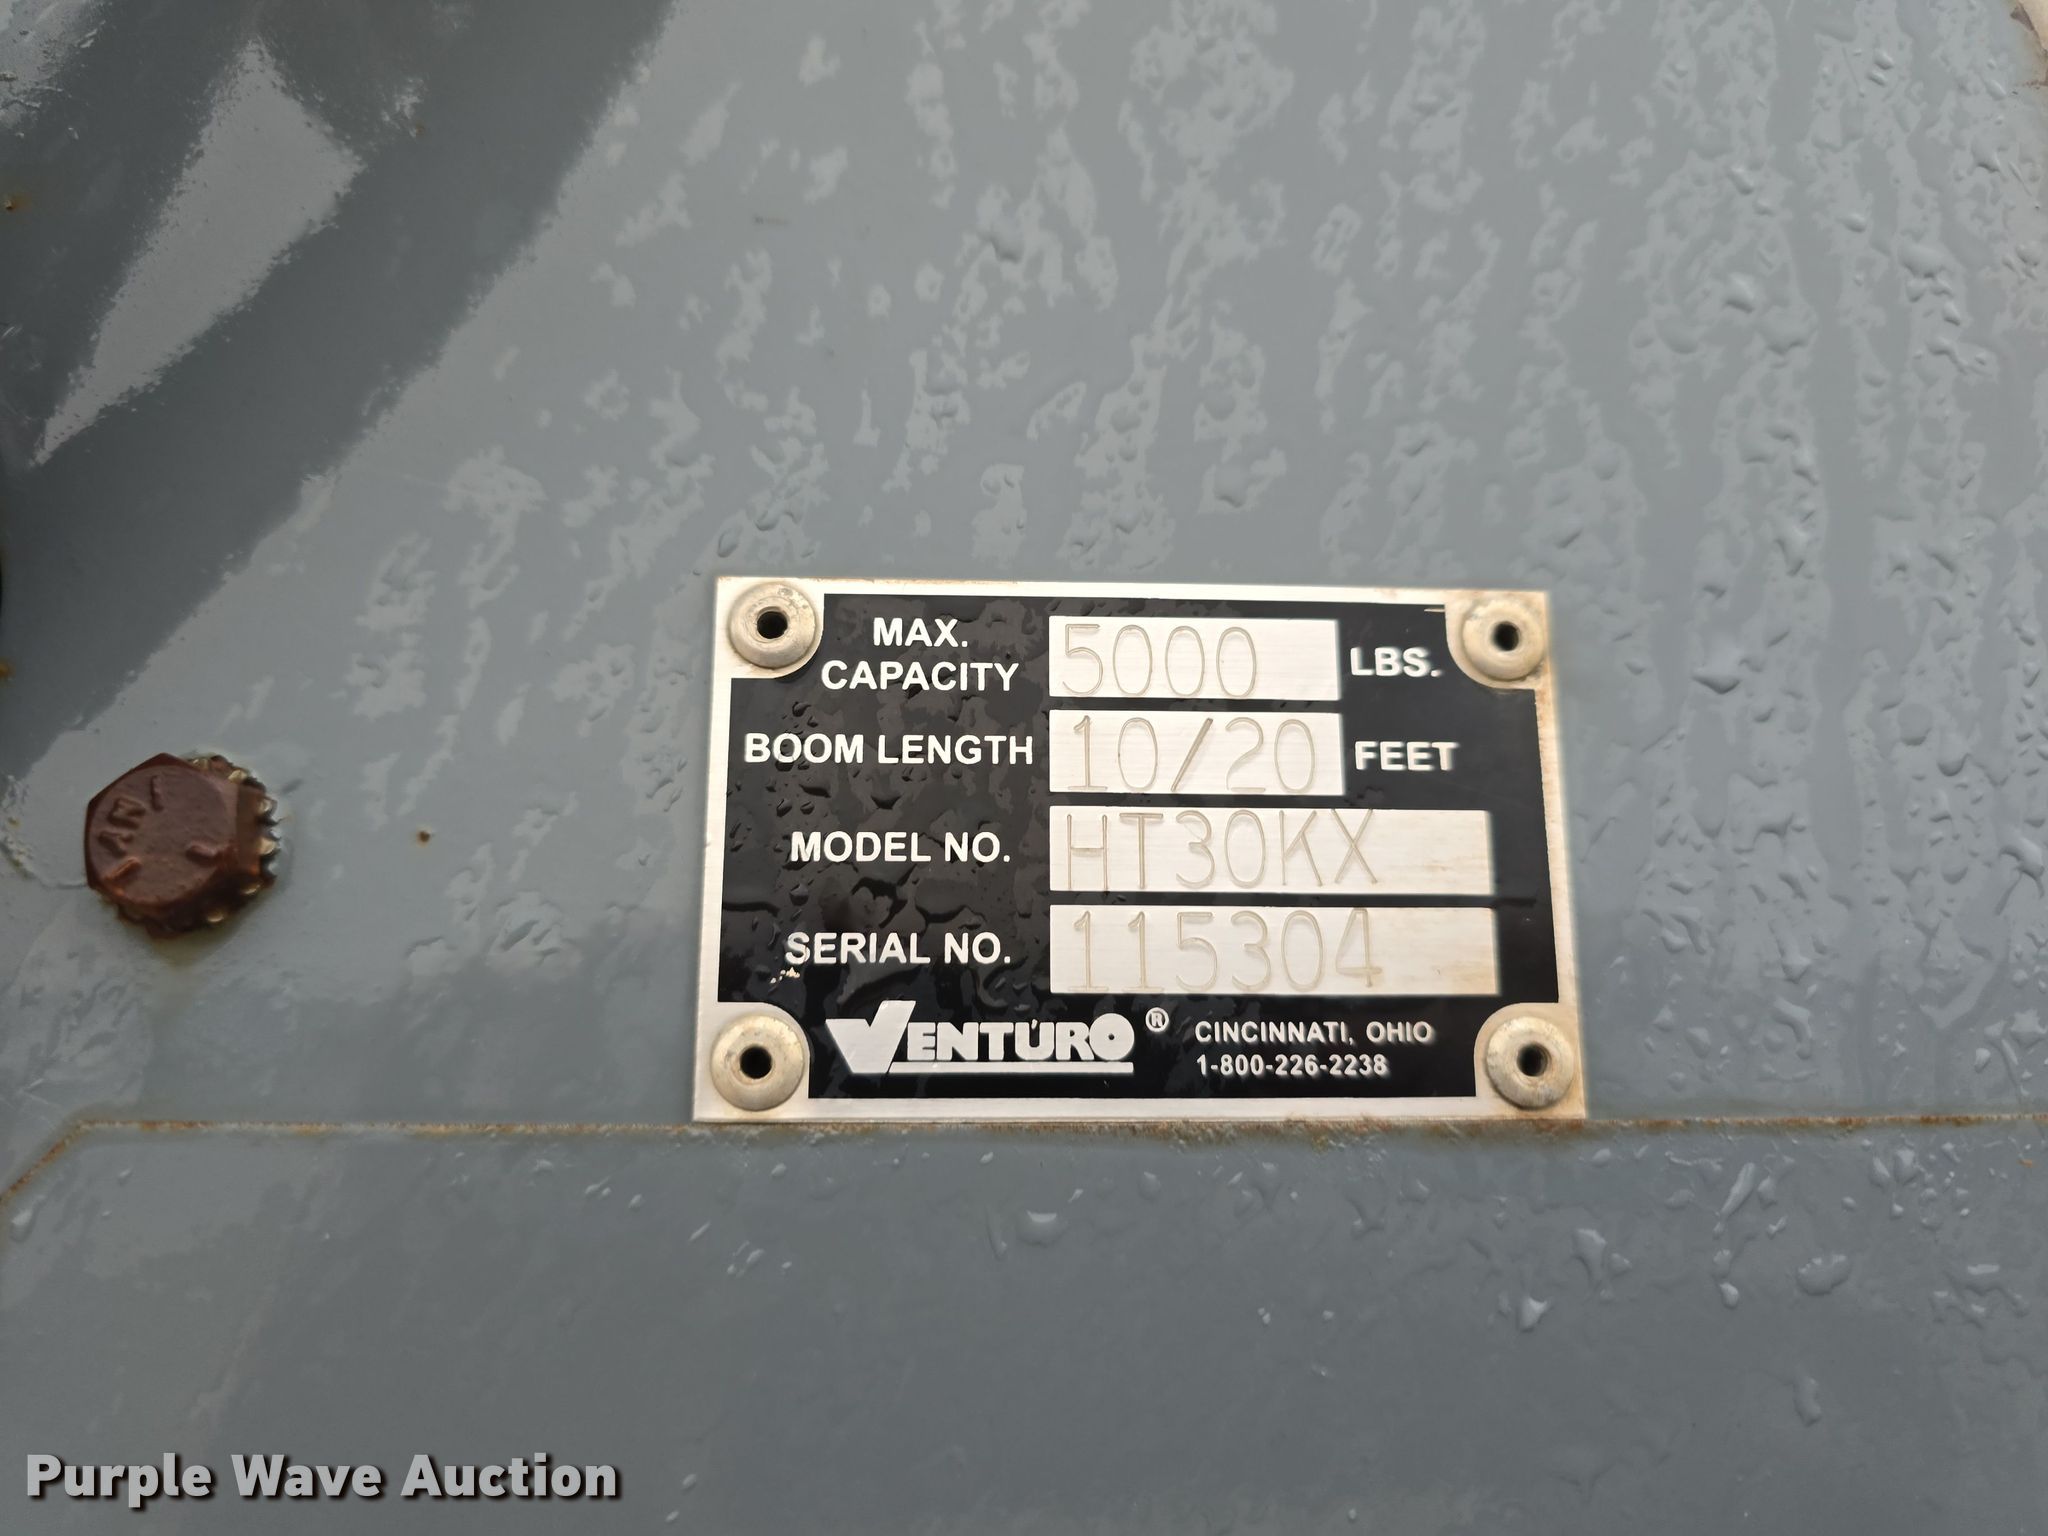 MAX. CAPACITY 5000 LBS.
BOOM LENGTH 10/20 FEET
MODEL NO. HT30KX
SERIAL NO. 115304
VENTURO® CINCINNATI, OHIO
1-800-226-2238
Purple Wave Auction